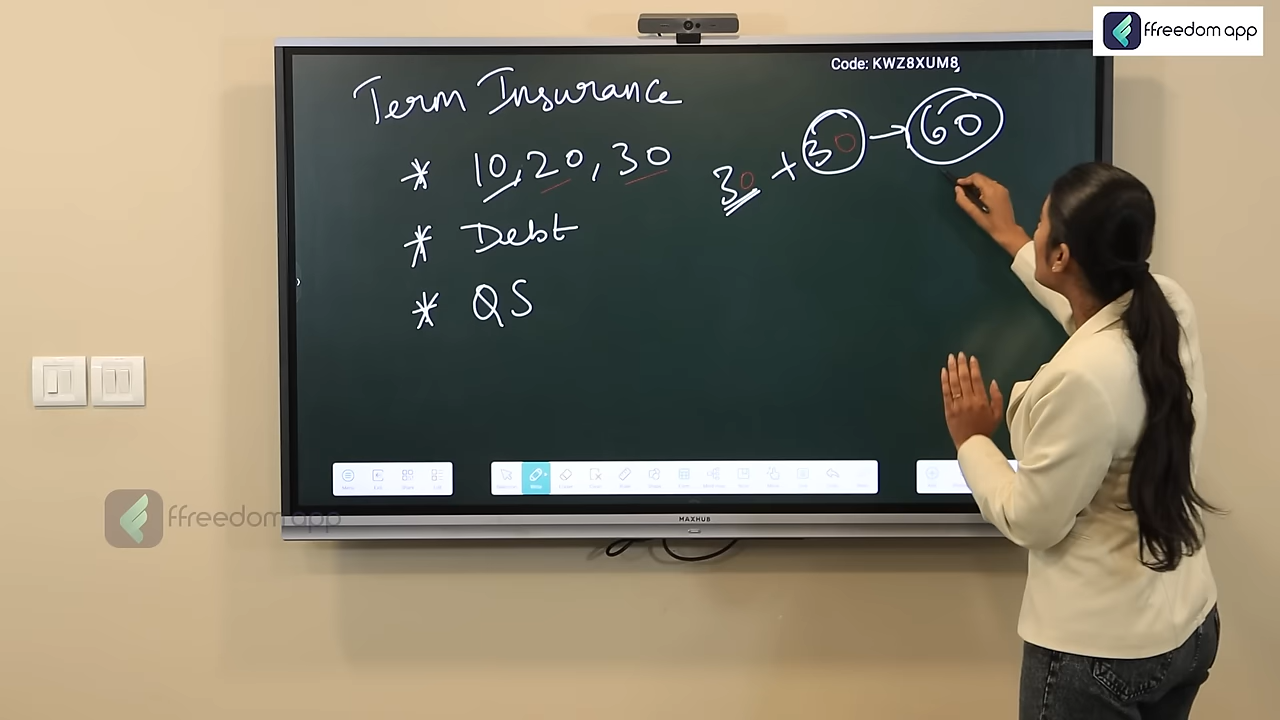 ffreedom app
Code: KWZ8XUM8
Term Insurance
* 10, 20, 30
30 + 30 → 60
* Debt
* QS
ffreedom app
MAXHUB